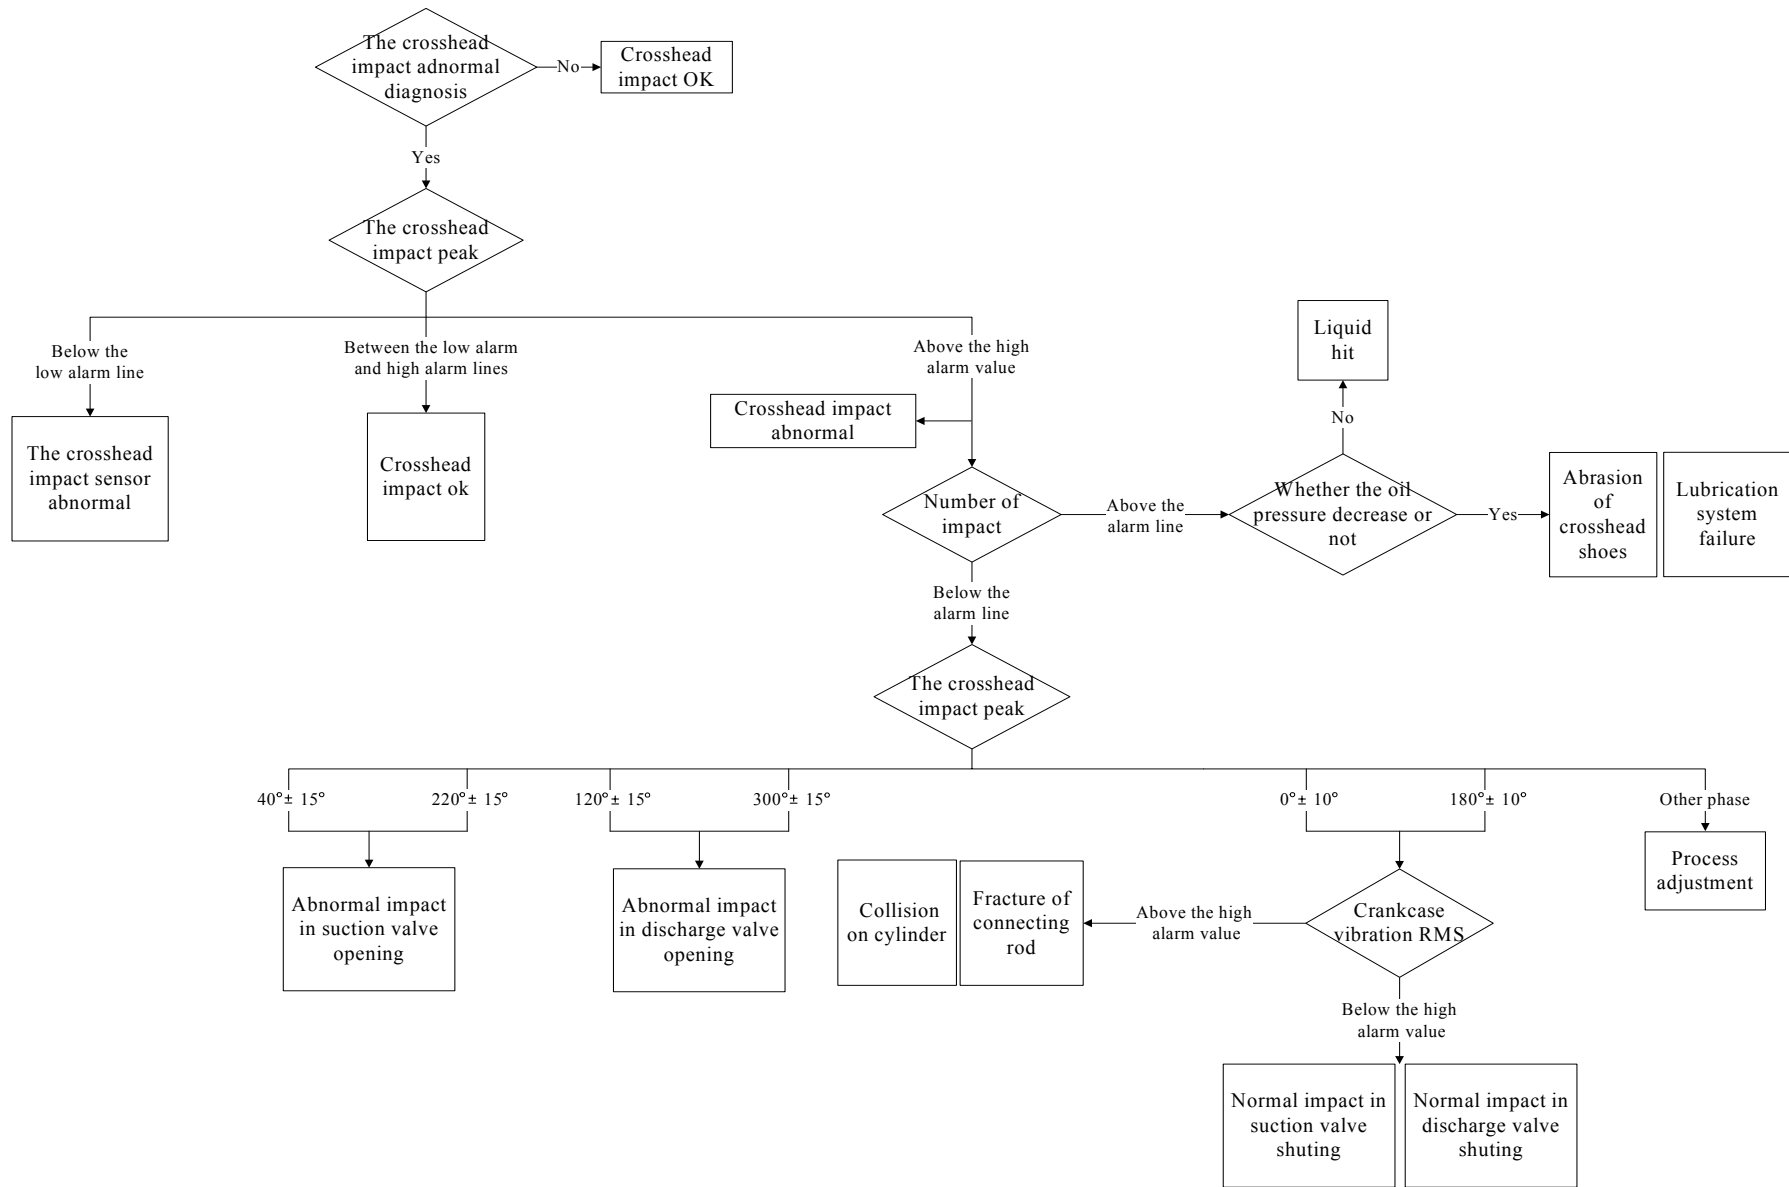 The crosshead
impact adnormal
diagnosis
No
Crosshead
impact OK
Yes
The crosshead
impact peak
Below the
low alarm line
Between the low alarm
and high alarm lines
Above the high
alarm value
Liquid
hit
No
The crosshead
impact sensor
abnormal
Crosshead
impact ok
Crosshead impact
abnormal
Number of
impact
Above the
alarm line
Whether the oil
pressure decrease or
not
Yes
Abrasion
of
crosshead
shoes
Lubrication
system
failure
Below the
alarm line
The crosshead
impact peak
40°± 15°
220°± 15°
120°± 15°
300°± 15°
0°± 10°
180°± 10°
Other phase
Abnormal impact
in suction valve
opening
Abnormal impact
in discharge valve
opening
Collision
on cylinder
Fracture of
connecting
rod
Above the high
alarm value
Crankcase
vibration RMS
Process
adjustment
Below the high
alarm value
Normal impact in
suction valve
shuting
Normal impact in
discharge valve
shuting